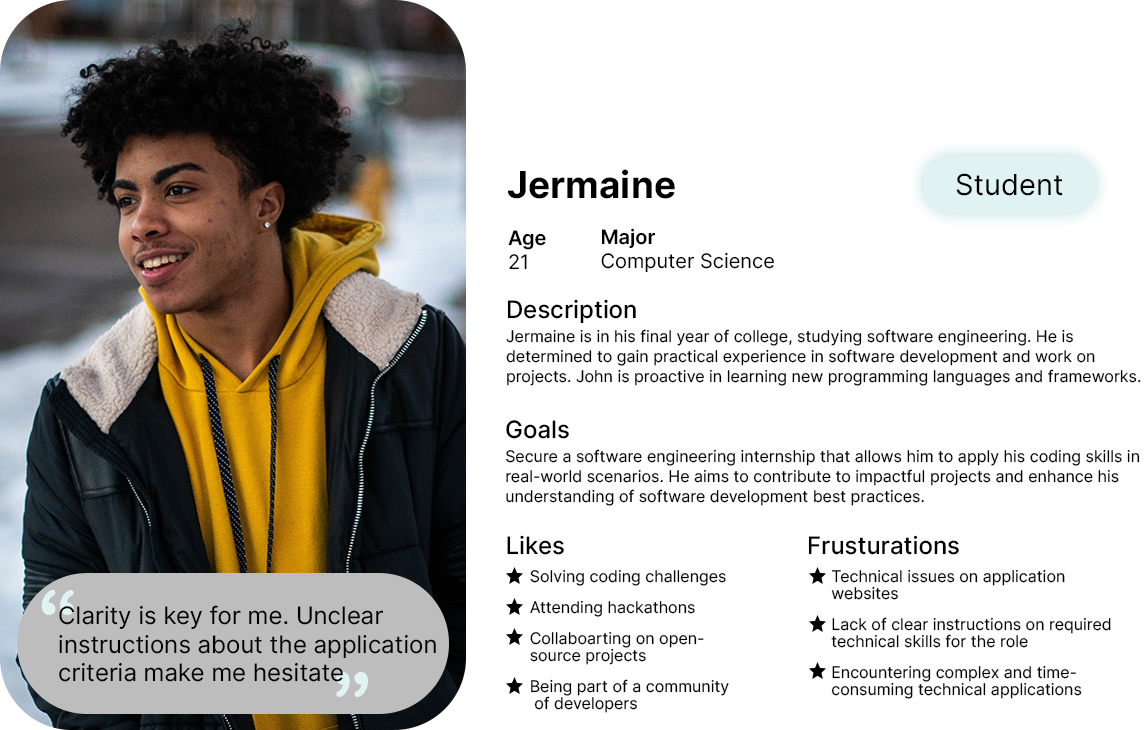 Jermaine
Student
Age
21
Major
Computer Science
Description
Jermaine is in his final year of college, studying software engineering. He is
determined to gain practical experience in software development and work on
projects. John is proactive in learning new programming languages and frameworks.
Goals
Secure a software engineering internship that allows him to apply his coding skills in
real-world scenarios. He aims to contribute to impactful projects and enhance his
understanding of software development best practices.
Likes
★ Solving coding challenges
★ Attending hackathons
★ Collaboarting on open-
source projects
★ Being part of a community
of developers
Frusturations
★ Technical issues on application
websites
★ Lack of clear instructions on required
technical skills for the role
★ Encountering complex and time-
consuming technical applications
“Clarity is key for me. Unclear
instructions about the application
criteria make me hesitate”